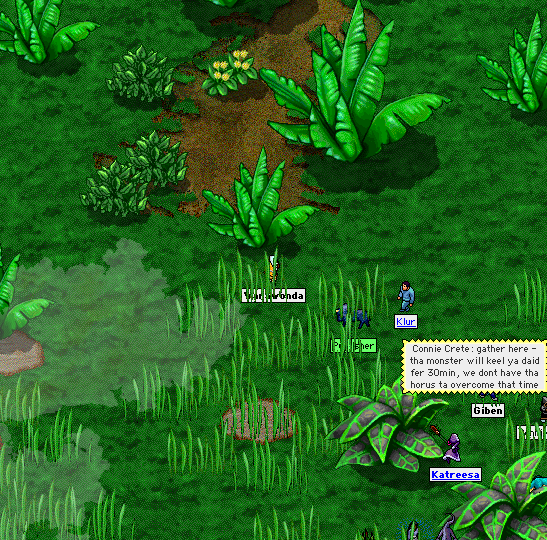 Klur
Connie Crete: gather here -
tha monster will keel ya daid
fer 30min, we dont have tha
horus ta overcome that time
Giben
Katreesa